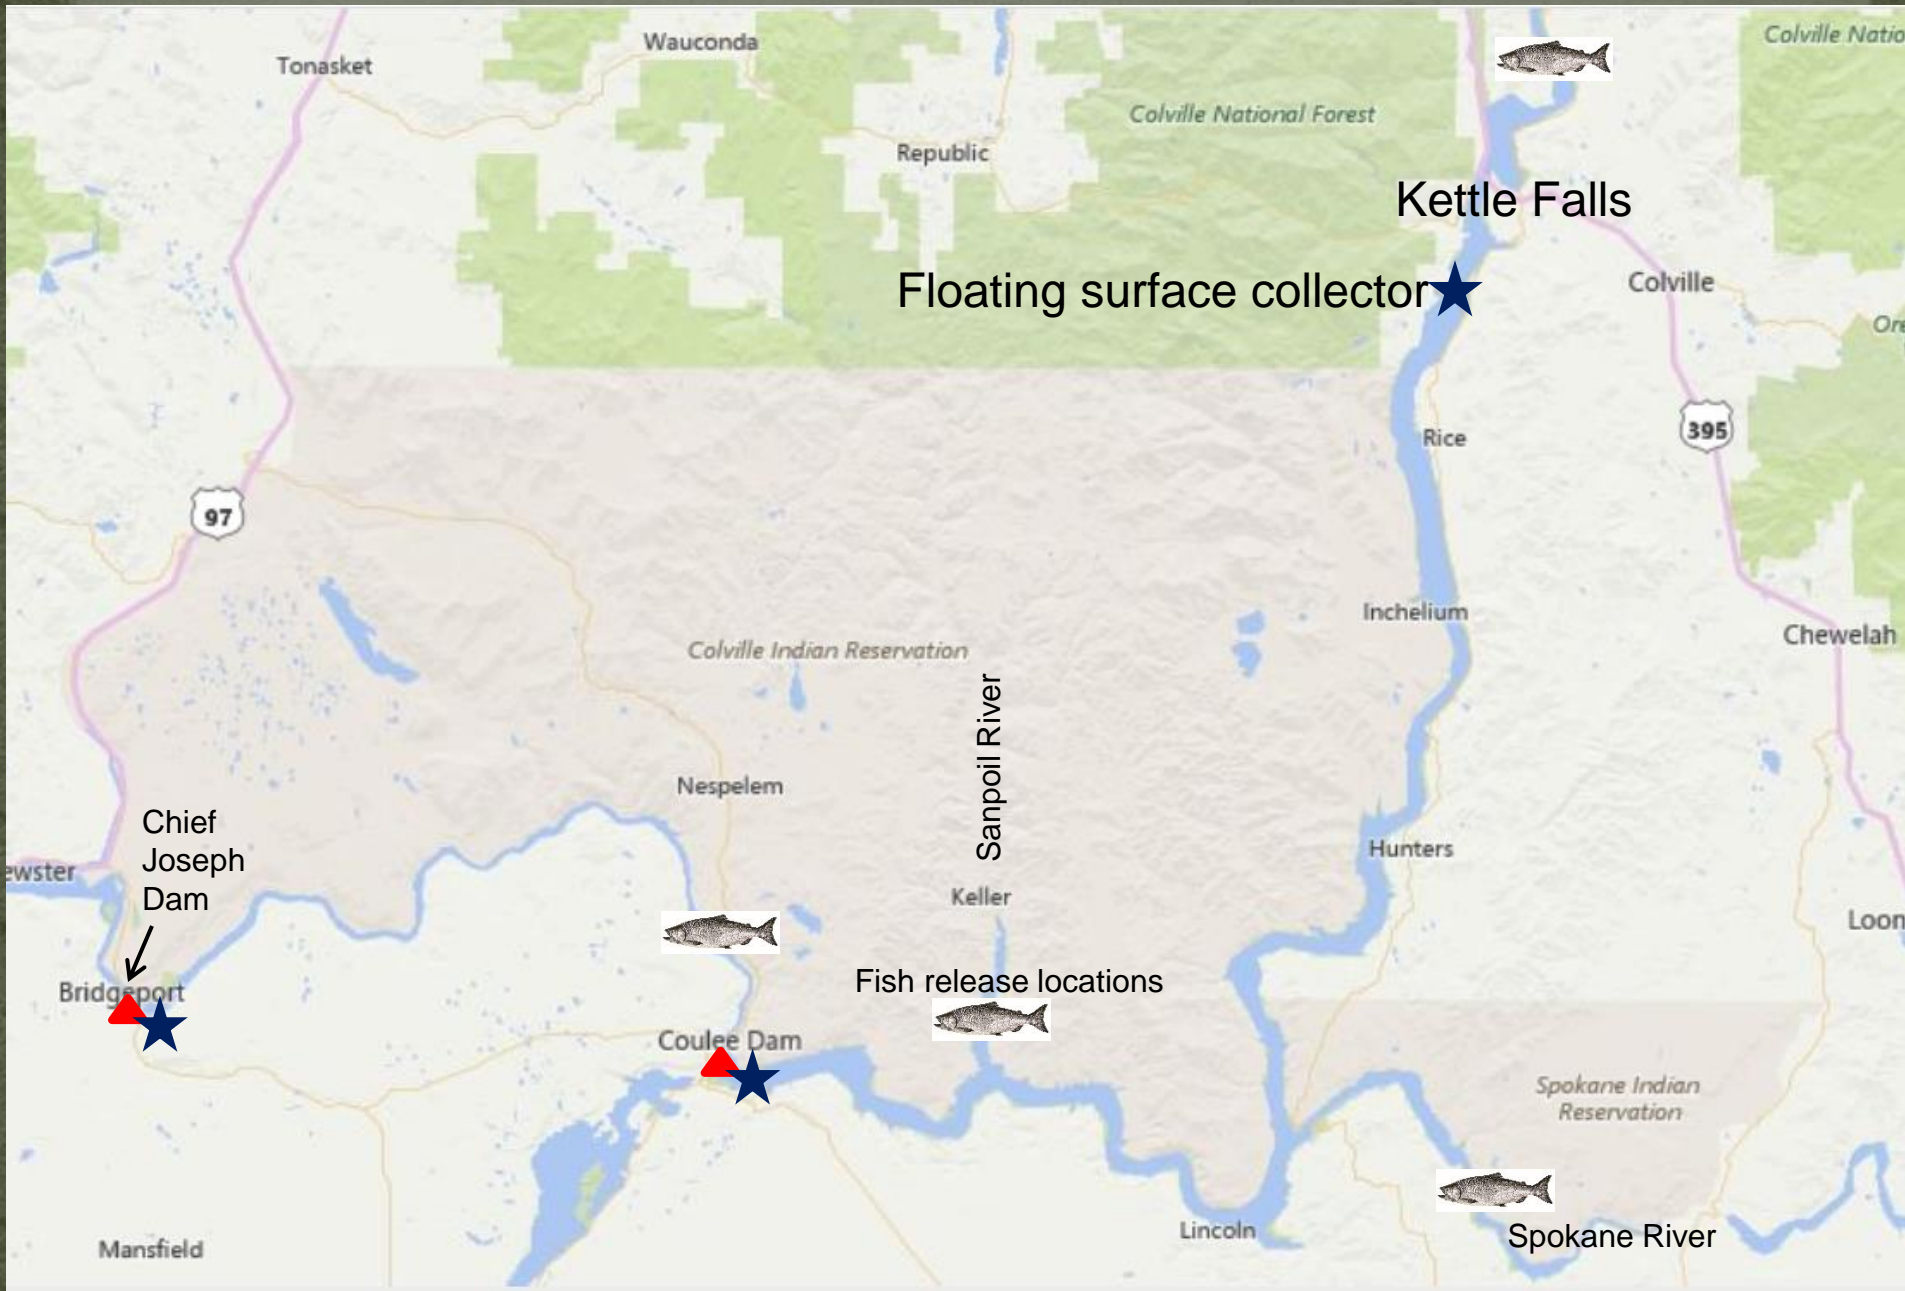 Wauconda
Tonasket
Colville Natio
Colville National Forest
Republic
Kettle Falls
Floating surface collector
Colville
Ore
Rice
395
97
Inchelium
Chewelah
Colville Indian Reservation
Sanpoil River
Nespelem
Chief
Joseph
Dam
Hunters
ewster
Keller
Loon
Fish release locations
Bridgeport
Coulee Dam
Spokane Indian
Reservation
Lincoln
Spokane River
Mansfield